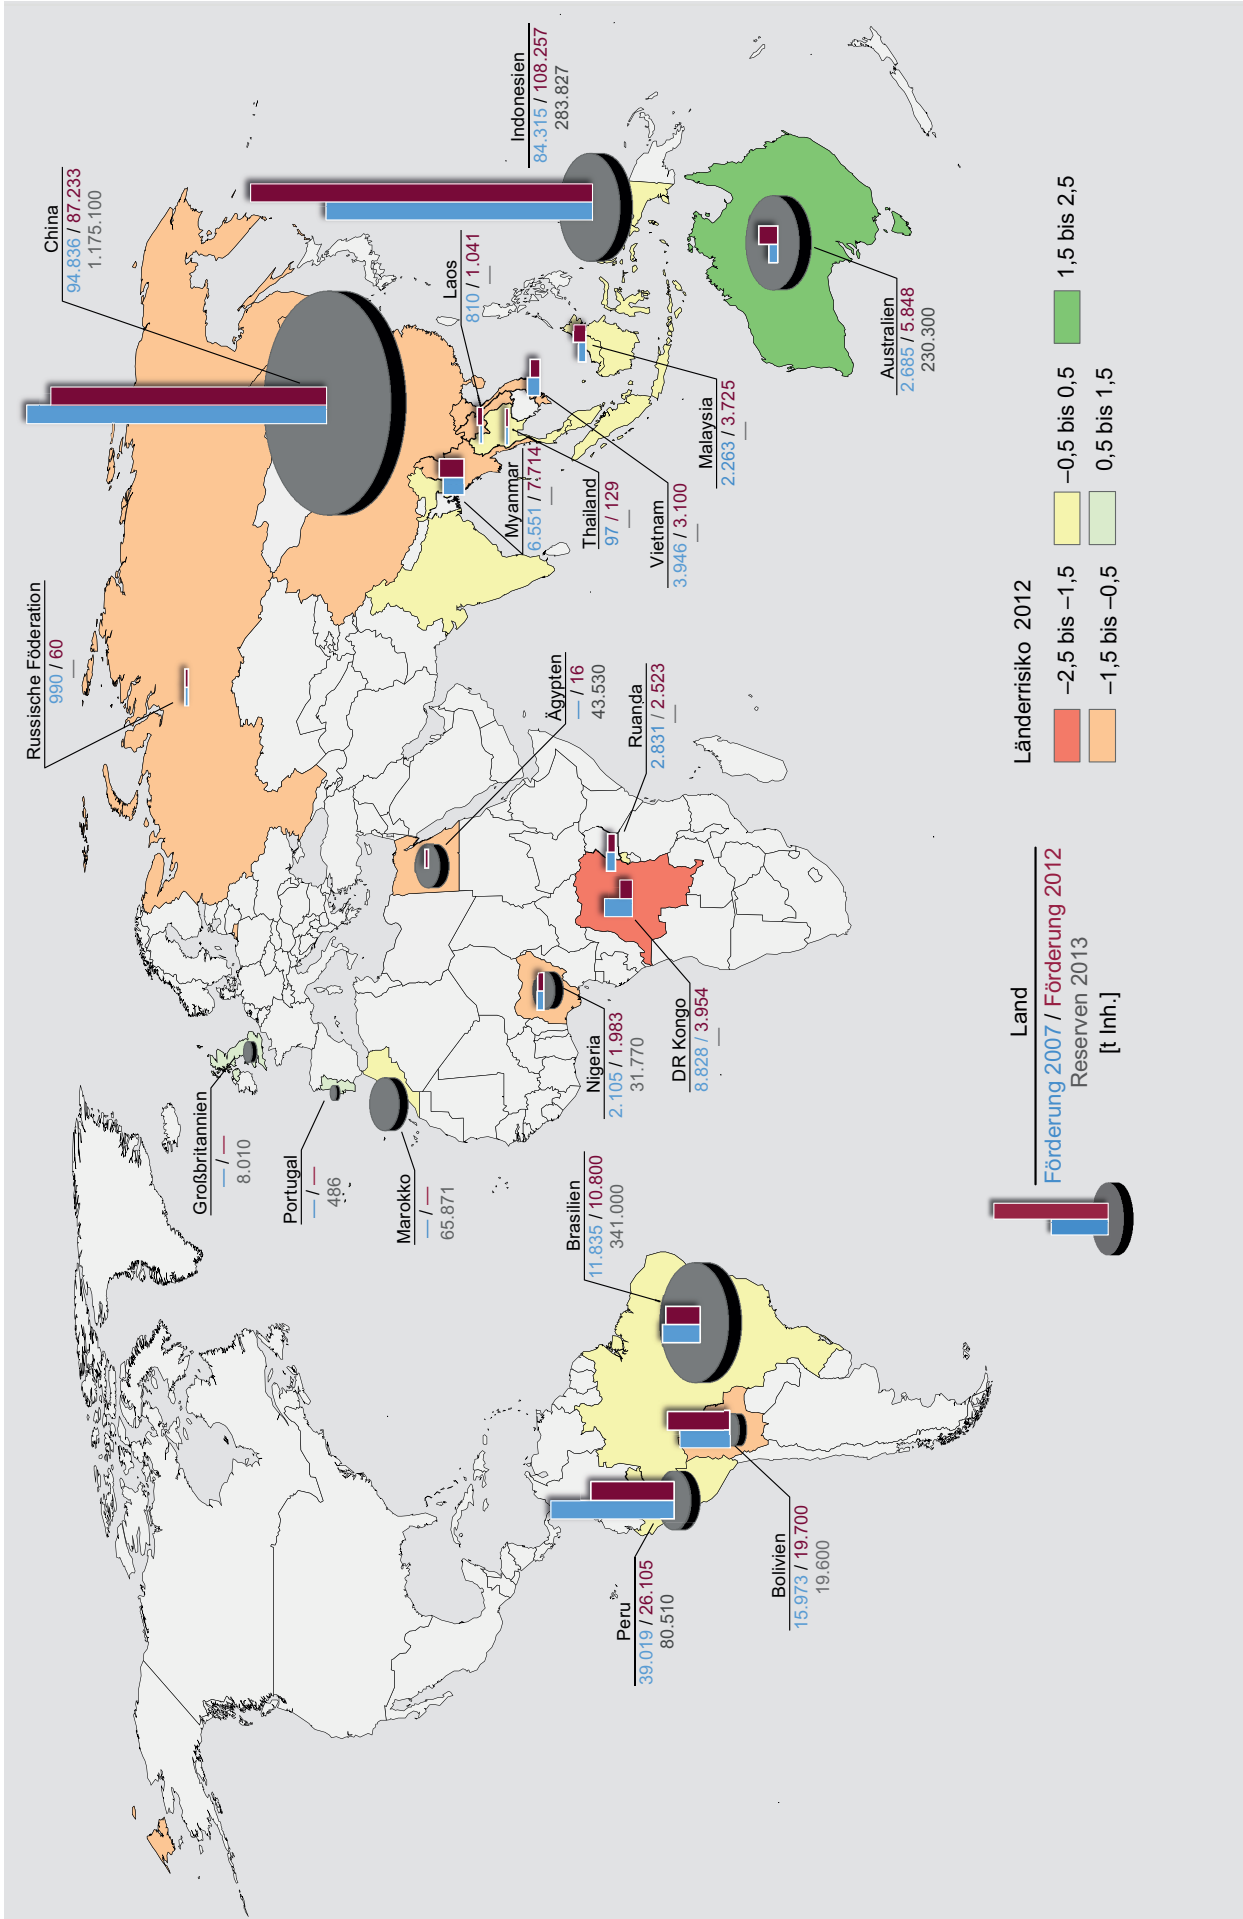 Russische Föderation
990 / 60
—
China
94.836 / 87.233
1.175.100
Großbritannien
— / —
8.010
Portugal
— / —
486
Marokko
— / —
65.871
Ägypten
— / 16
43.530
Laos
810 / 1.041
—
Indonesien
84.315 / 108.257
283.827
Myanmar
6.551 / 7.714
—
Thailand
97 / 129
—
Vietnam
3.946 / 3.100
—
Malaysia
2.263 / 3.725
—
Ruanda
2.831 / 2.523
—
Nigeria
2.105 / 1.983
31.770
DR Kongo
8.828 / 3.954
—
Brasilien
11.835 / 10.800
341.000
Peru
39.019 / 26.105
80.510
Bolivien
15.973 / 19.700
19.600
Australien
2.685 / 5.848
230.300
Land
Förderung 2007 / Förderung 2012
Reserven 2013
[t Inh.]
Länderrisiko 2012
–2,5 bis –1,5
–0,5 bis 0,5
1,5 bis 2,5
–1,5 bis –0,5
0,5 bis 1,5